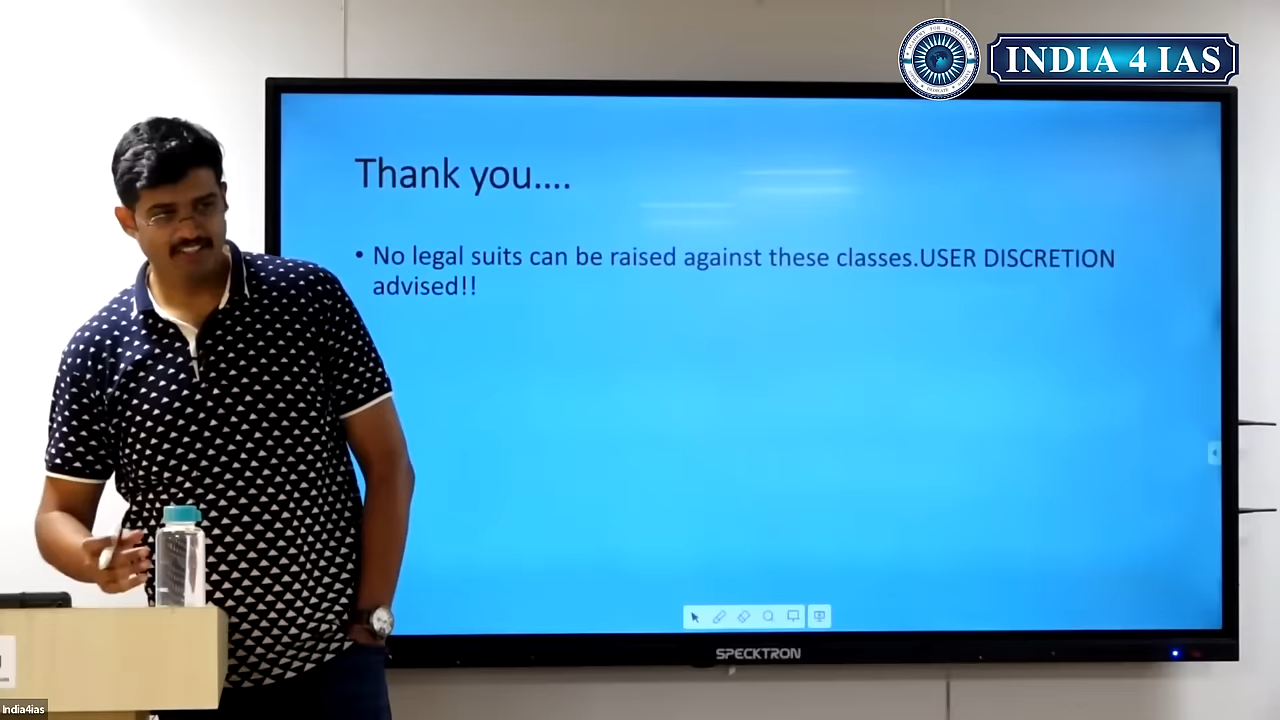 INDIA 4 IAS
Thank you....
• No legal suits can be raised against these classes.USER DISCRETION
advised!!
SPECKTRON
India4ias